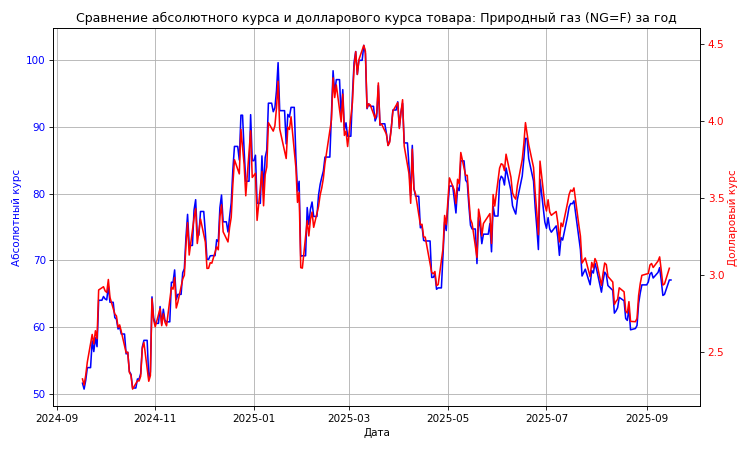 Сравнение абсолютного курса и долларового курса товара: Природный газ (NG=F) за год
Абсолютный курс
100
90
80
70
60
50
4.5
4.0
3.5
3.0
2.5
Долларовый курс
2024-09 2024-11 2025-01 2025-03 2025-05 2025-07 2025-09
Дата